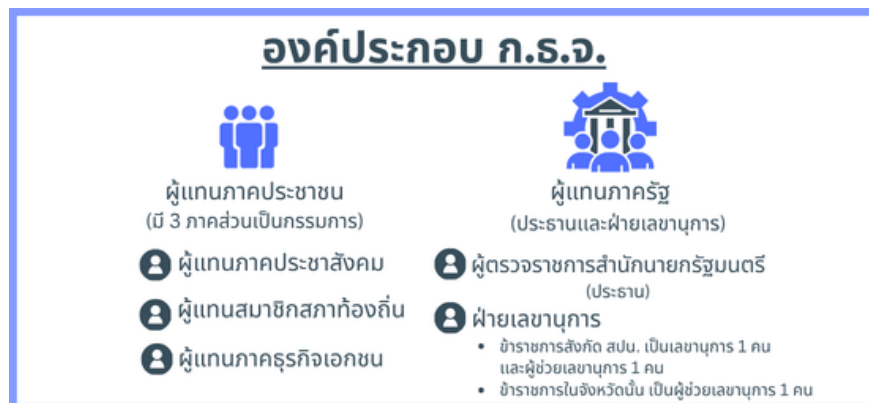 องค์ประกอบ ก.ธ.จ.
ผู้แทนภาคประชาชน
(มี 3 ภาคส่วนเป็นกรรมการ)
ผู้แทนภาคประชาสังคม
ผู้แทนสมาชิกสภาท้องถิ่น
ผู้แทนภาคธุรกิจเอกชน
ผู้แทนภาครัฐ
(ประธานและฝ่ายเลขานุการ)
ผู้ตรวจราชการสำนักนายกรัฐมนตรี
(ประธาน)
ฝ่ายเลขานุการ
• ข้าราชการสังกัด สปน. เป็นเลขานุการ 1 คน
และผู้ช่วยเลขานุการ 1 คน
• ข้าราชการในจังหวัดนั้น เป็นผู้ช่วยเลขานุการ 1 คน